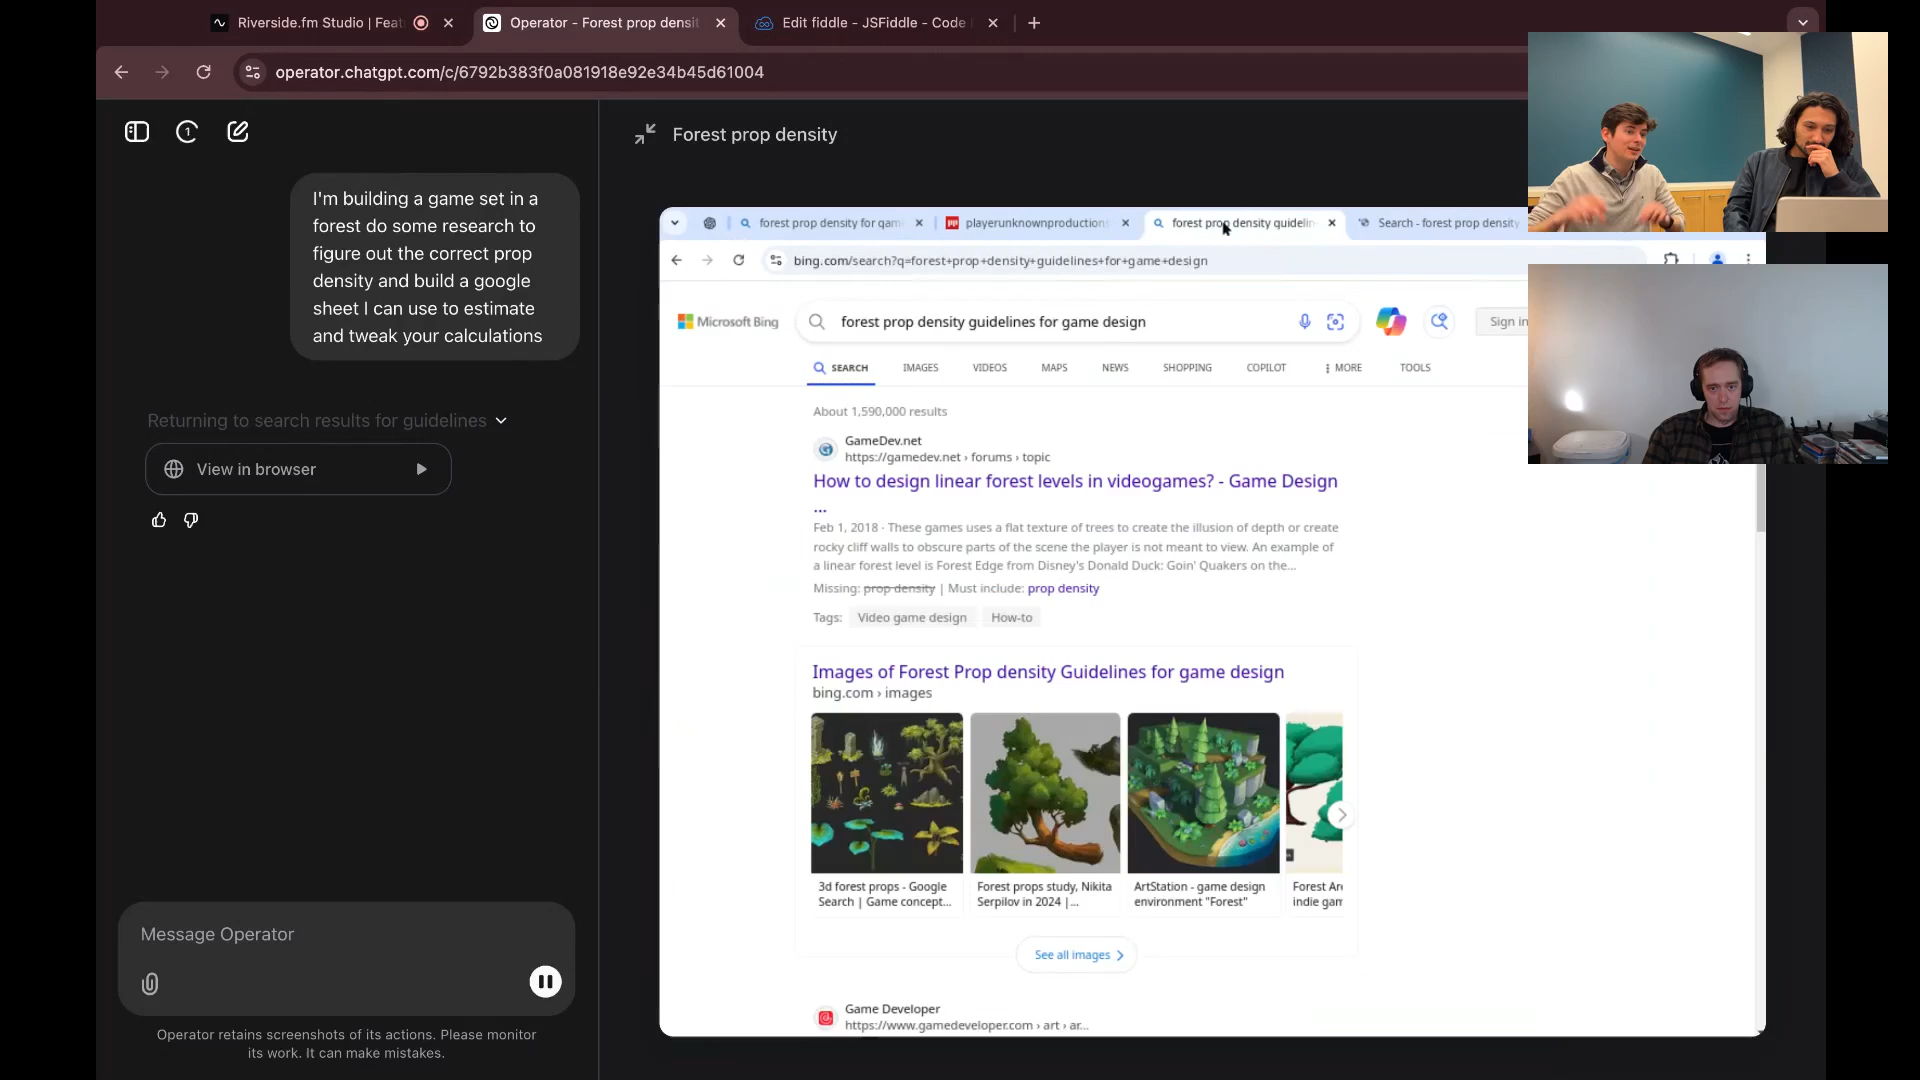 Riverside.fm Studio | Feat
Operator - Forest prop densit
Edit fiddle - JSFiddle - Code
operator.chatgpt.com/c/6792b383f0a081918e92e34b45d61004
1
Forest prop density
I'm building a game set in a
forest do some research to
figure out the correct prop
density and build a google
sheet I can use to estimate
and tweak your calculations
Returning to search results for guidelines
View in browser
Message Operator
Operator retains screenshots of its actions. Please monitor
its work. It can make mistakes.
forest prop density for gam
playerunknownproductions
forest prop density guidelin
Search - forest prop density
bing.com/search?q=forest+prop+density+guidelines+for+game+design
Microsoft Bing
forest prop density guidelines for game design
Sign in
SEARCH
IMAGES
VIDEOS
MAPS
NEWS
SHOPPING
COPILOT
MORE
TOOLS
About 1,590,000 results
GameDev.net
https://gamedev.net › forums › topic
How to design linear forest levels in videogames? - Game Design
...
Feb 1, 2018 · These games uses a flat texture of trees to create the illusion of depth or create
rocky cliff walls to obscure parts of the scene the player is not meant to view. An example of
a linear forest level is Forest Edge from Disney's Donald Duck: Goin' Quakers on the...
Missing: prop density | Must include: prop density
Tags: Video game design How-to
Images of Forest Prop density Guidelines for game design
bing.com › images
3d forest props - Google
Search | Game concept...
Forest props study, Nikita
Serpilov in 2024 |...
ArtStation - game design
environment "Forest"
Forest Ar
indie gam
See all images
Game Developer
https://www.gamedeveloper.com › art › ar...